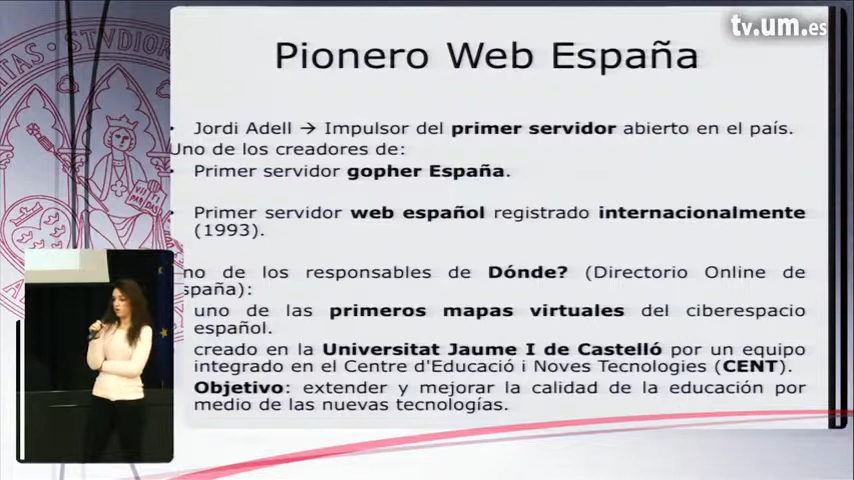 tv.um.es
Pionero Web España
Jordi Adell → Impulsor del primer servidor abierto en el país.
Uno de los creadores de:
Primer servidor gopher España.
Primer servidor web español registrado internacionalmente
(1993).
no de los responsables de Dónde? (Directorio Online de
spaña):
uno de las primeros mapas virtuales del ciberespacio
español.
creado en la Universitat Jaume I de Castelló por un equipo
integrado en el Centre d'Educació i Noves Tecnologies (CENT).
Objetivo: extender y mejorar la calidad de la educación por
medio de las nuevas tecnologías.